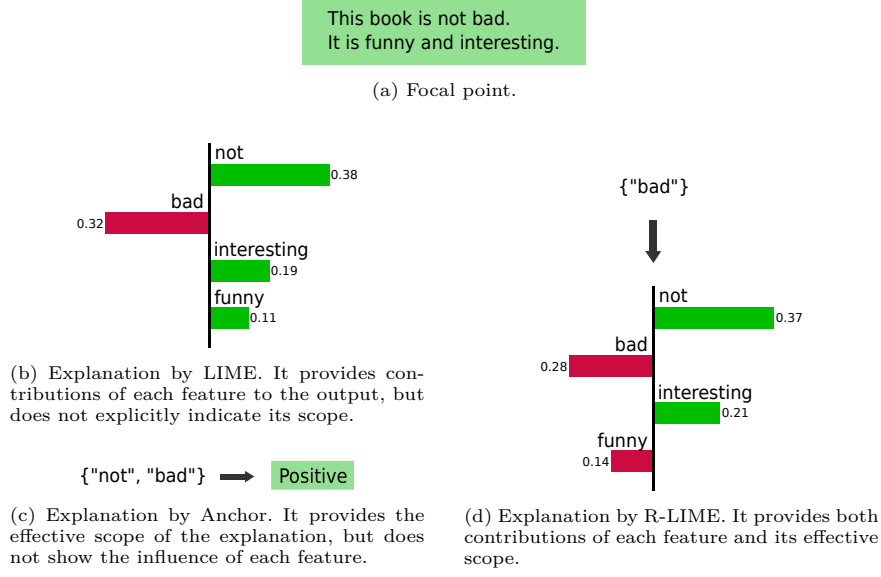 This book is not bad.
It is funny and interesting.
(a) Focal point.
not
0.38
bad
0.32
interesting
0.19
funny
0.11
(b) Explanation by LIME. It provides con-
tributions of each feature to the output, but
does not explicitly indicate its scope.
{"not", "bad"}
Positive
(c) Explanation by Anchor. It provides the
effective scope of the explanation, but does
not show the influence of each feature.
{"bad"}
not
0.37
bad
0.28
interesting
0.21
funny
0.14
(d) Explanation by R-LIME. It provides both
contributions of each feature and its effective
scope.